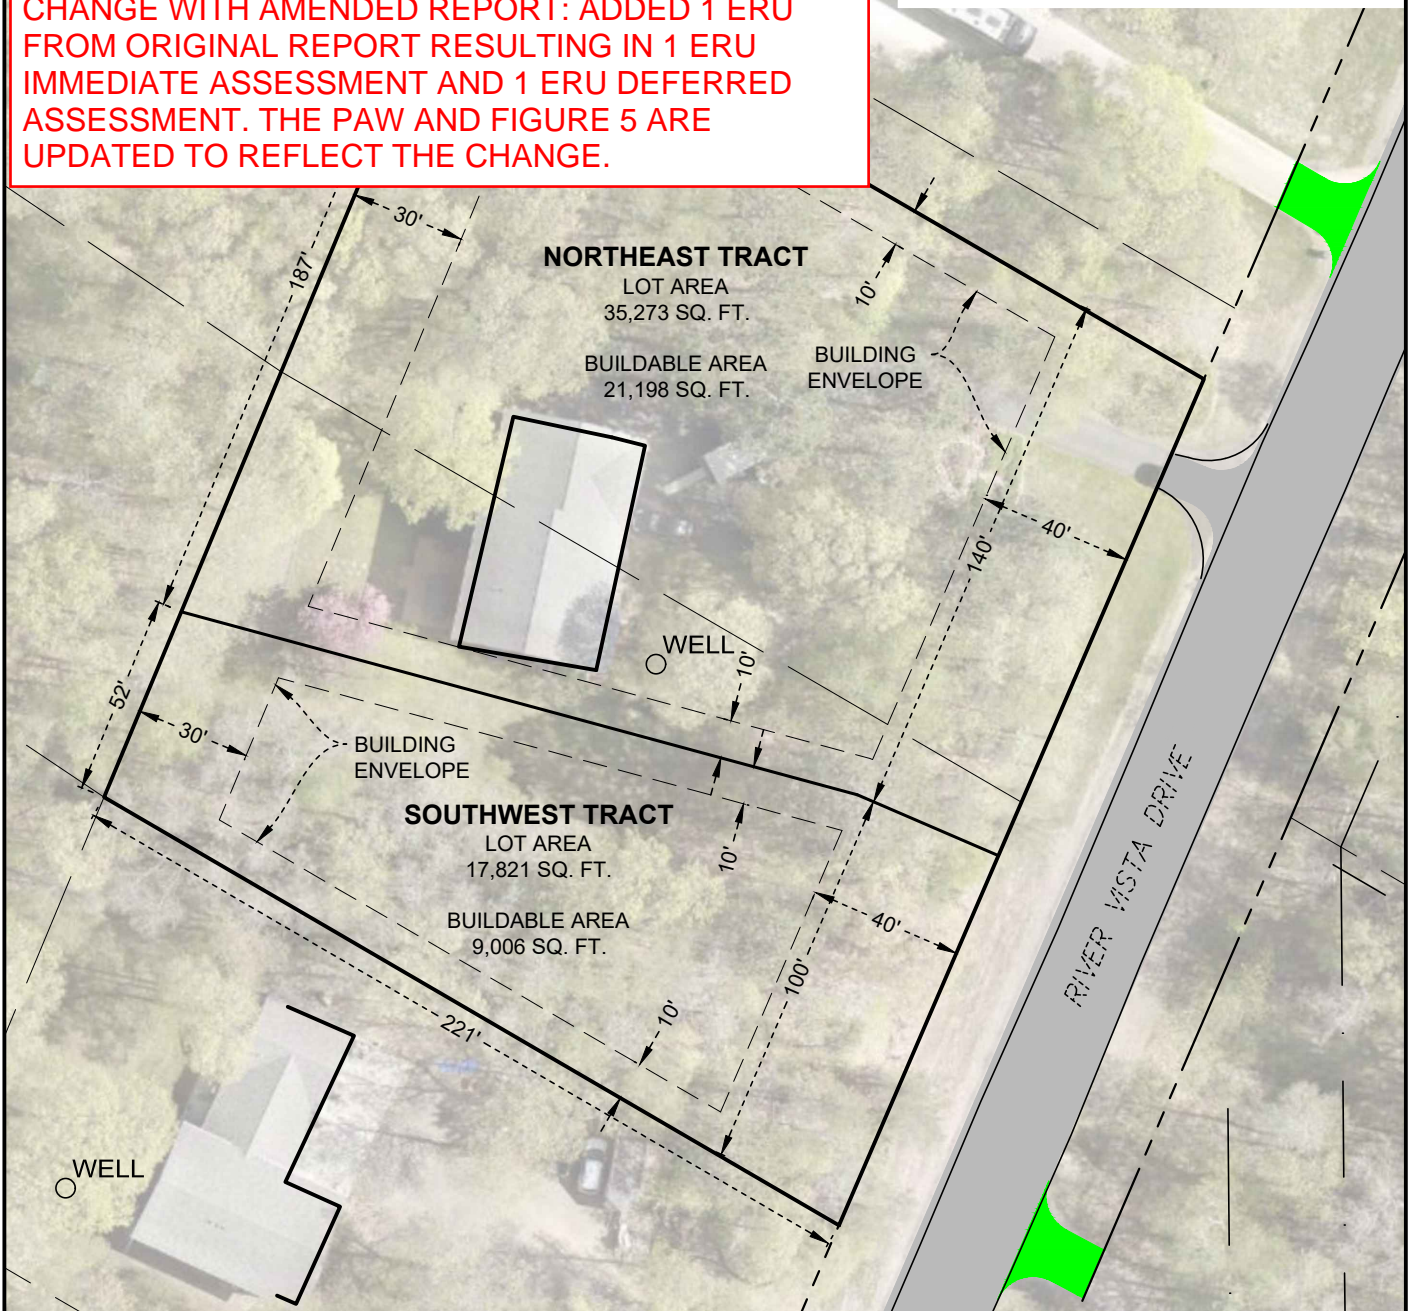 CHANGE WITH AMENDED REPORT: ADDED 1 ERU
FROM ORIGINAL REPORT RESULTING IN 1 ERU
IMMEDIATE ASSESSMENT AND 1 ERU DEFERRED
ASSESSMENT. THE PAW AND FIGURE 5 ARE
UPDATED TO REFLECT THE CHANGE.
30'
187'
NORTHEAST TRACT
LOT AREA
35,273 SQ. FT.
BUILDABLE AREA
21,198 SQ. FT.
10'
BUILDING
ENVELOPE
40'
140'
WELL
10'
52'
30'
BUILDING
ENVELOPE
SOUTHWEST TRACT
LOT AREA
17,821 SQ. FT.
BUILDABLE AREA
9,006 SQ. FT.
10'
40'
100'
10'
221'
RIVER VISTA DRIVE
WELL